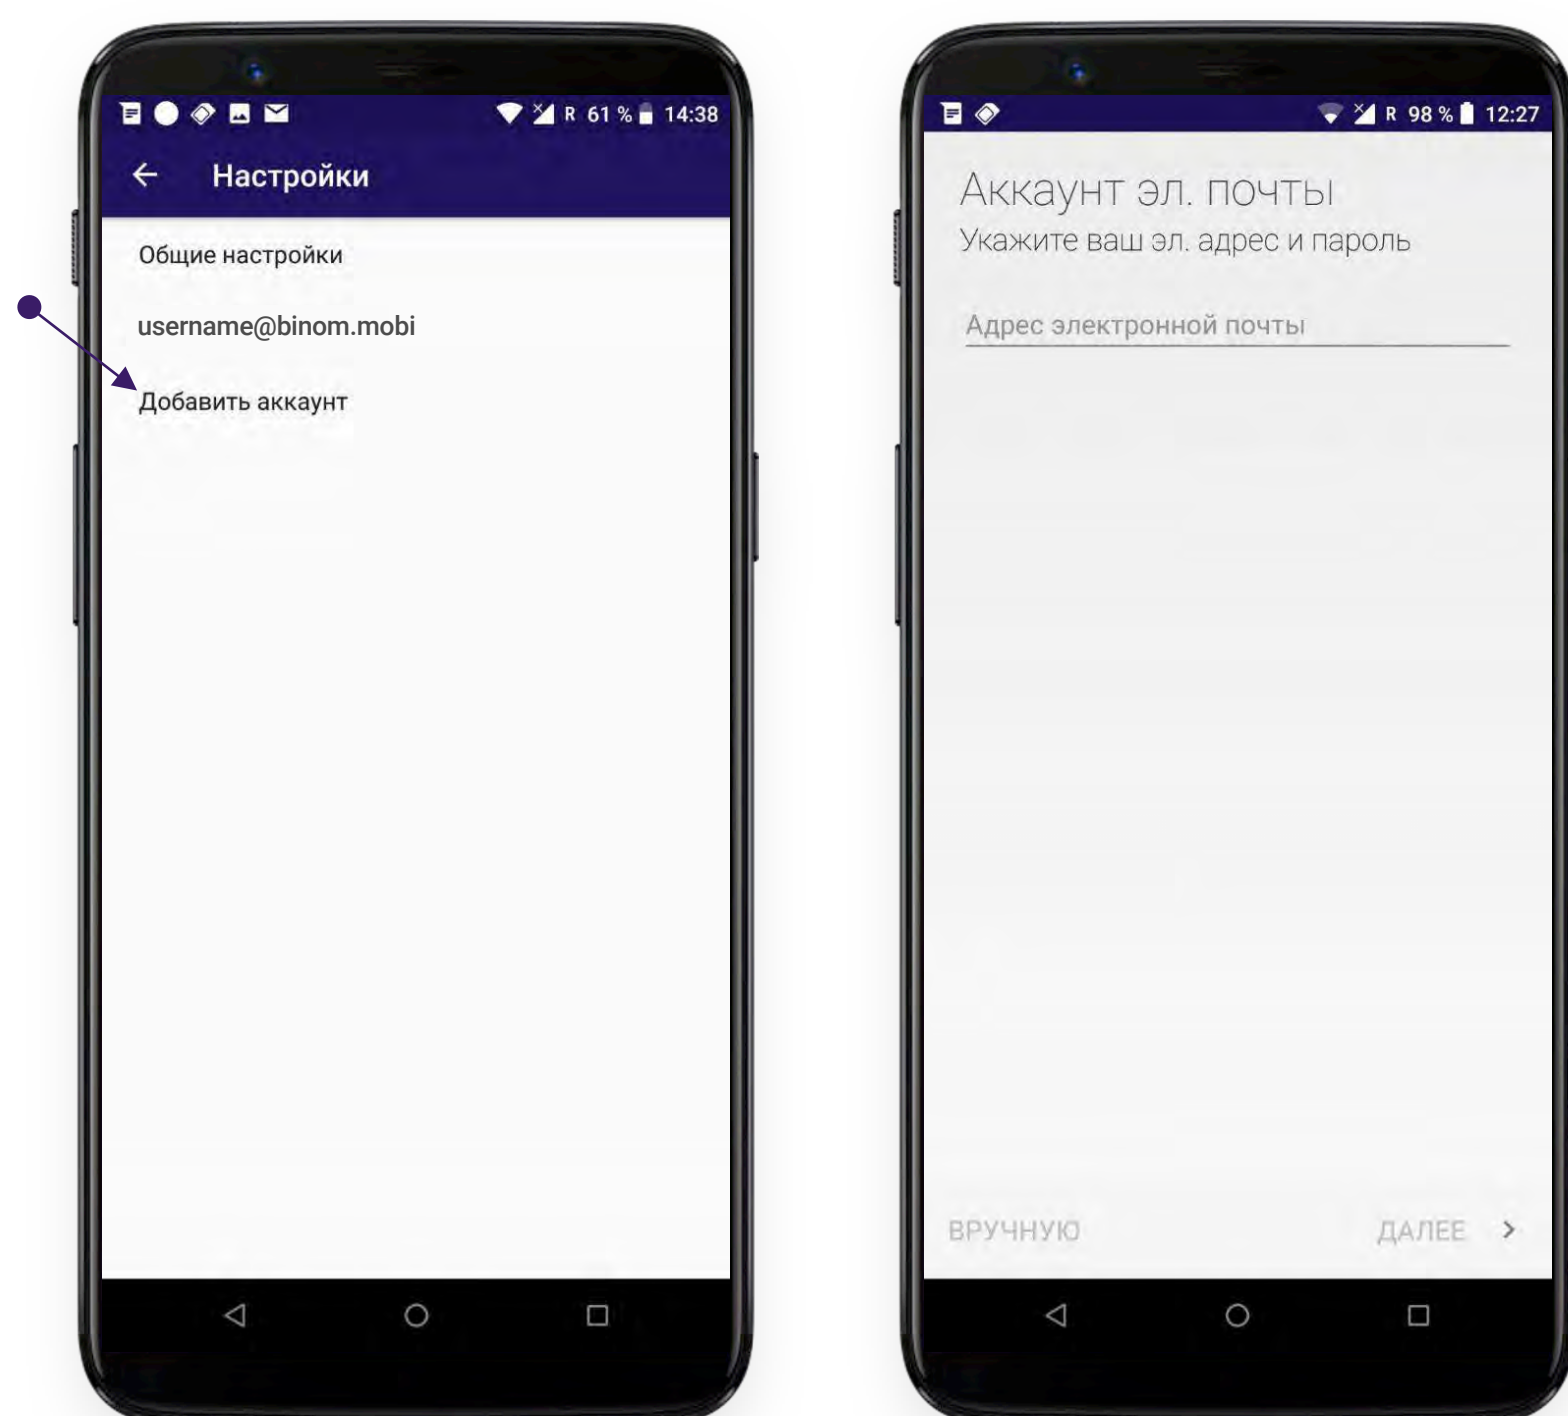 R 61 % 14:38
Настройки
Общие настройки
username@binom.mobi
Добавить аккаунт
R 98 % 12:27
Аккаунт эл. почты
Укажите ваш эл. адрес и пароль
Адрес электронной почты
ВРУЧНУЮ
ДАЛЕЕ